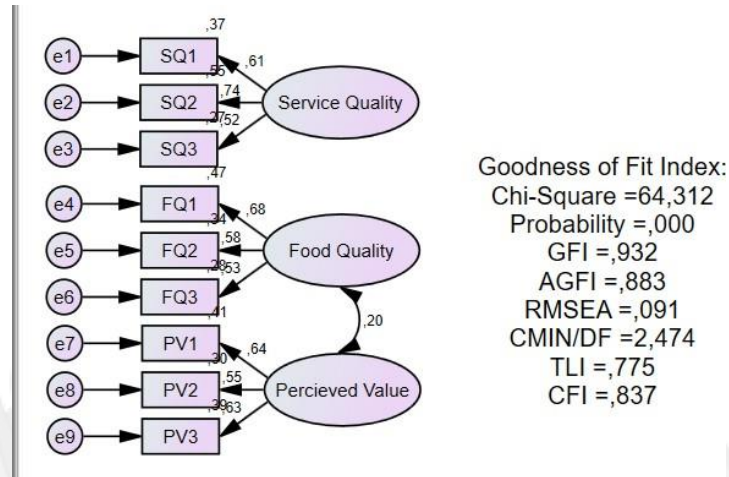 ,37
e1 SQ1 ,61
,55
e2 SQ2 ,74 Service Quality
,27 ,52
e3 SQ3
,47
e4 FQ1 ,68
,34
e5 FQ2 ,58 Food Quality
,28 ,53
e6 FQ3
,41
,20
e7 PV1 ,64
,30
e8 PV2 ,55 Percieved Value
,39 ,63
e9 PV3
Goodness of Fit Index:
Chi-Square =64,312
Probability =,000
GFI =,932
AGFI =,883
RMSEA =,091
CMIN/DF =2,474
TLI =,775
CFI =,837